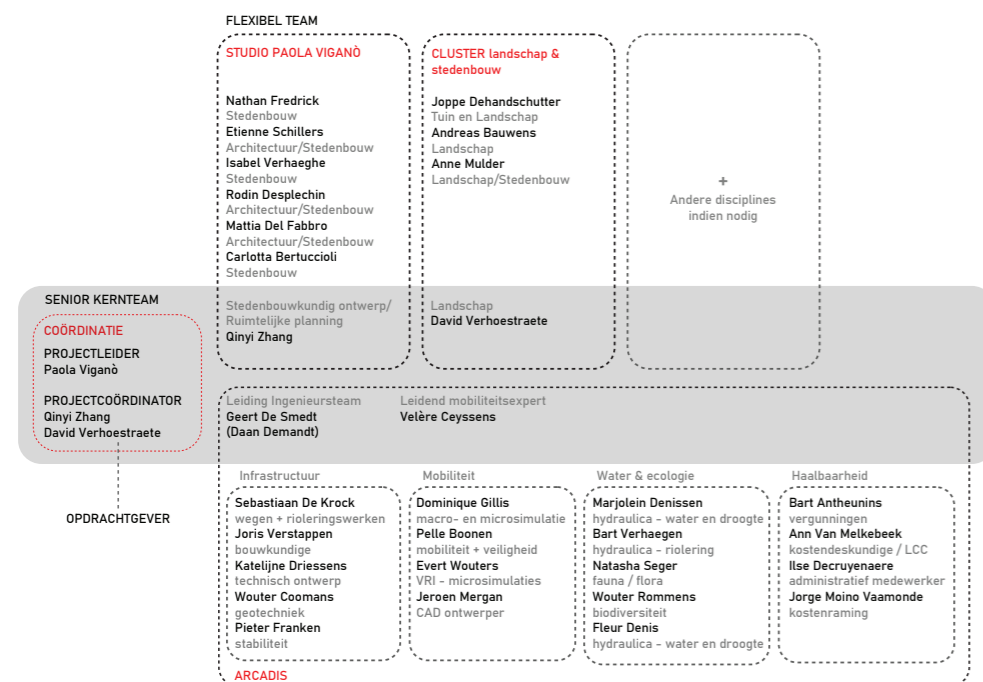 FLEXIBEL TEAM
STUDIO PAOLA VIGANÒ
Nathan Fredrick
Stedenbouw
Etienne Schillers
Architectuur/Stedenbouw
Isabel Verhaeghe
Stedenbouw
Rodin Desplechin
Architectuur/Stedenbouw
Mattia Del Fabbro
Architectuur/Stedenbouw
Carlotta Bertuccioli
Stedenbouw
Stedenbouwkundig ontwerp/
Ruimtelijke planning
Qinyi Zhang
CLUSTER landschap &
stedenbouw
Joppe Dehandschutter
Tuin en Landschap
Andreas Bauwens
Landschap
Anne Mulder
Landschap/Stedenbouw
Landschap
David Verhoestraete
+
Andere disciplines
indien nodig
SENIOR KERNTEAM
COÖRDINATIE
PROJECTLEIDER
Paola Viganò
PROJECTCOÖRDINATOR
Qinyi Zhang
David Verhoestraete
OPDRACHTGEVER
Leiding Ingenieursteam
Geert De Smedt
(Daan Demandt)
Leidend mobiliteitsexpert
Velère Ceyssens
Infrastructuur
Sebastiaan De Krock
wegen + rioleringswerken
Joris Verstappen
bouwkundige
Katelijne Driessens
technisch ontwerp
Wouter Coomans
geotechniek
Pieter Franken
stabiliteit
Mobiliteit
Dominique Gillis
macro- en microsimulatie
Pelle Boonen
mobiliteit + veiligheid
Evert Wouters
VRI - microsimulaties
Jeroen Mergan
CAD ontwerper
Water & ecologie
Marjolein Denissen
hydraulica - water en droogte
Bart Verhaegen
hydraulica - riolering
Natasha Seger
fauna / flora
Wouter Rommens
biodiversiteit
Fleur Denis
hydraulica - water en droogte
Haalbaarheid
Bart Antheunins
vergunningen
Ann Van Melkebeek
kostendeskundige / LCC
Ilse Decruyenaere
administratief medewerker
Jorge Moino Vaamonde
kostenraming
ARCADIS